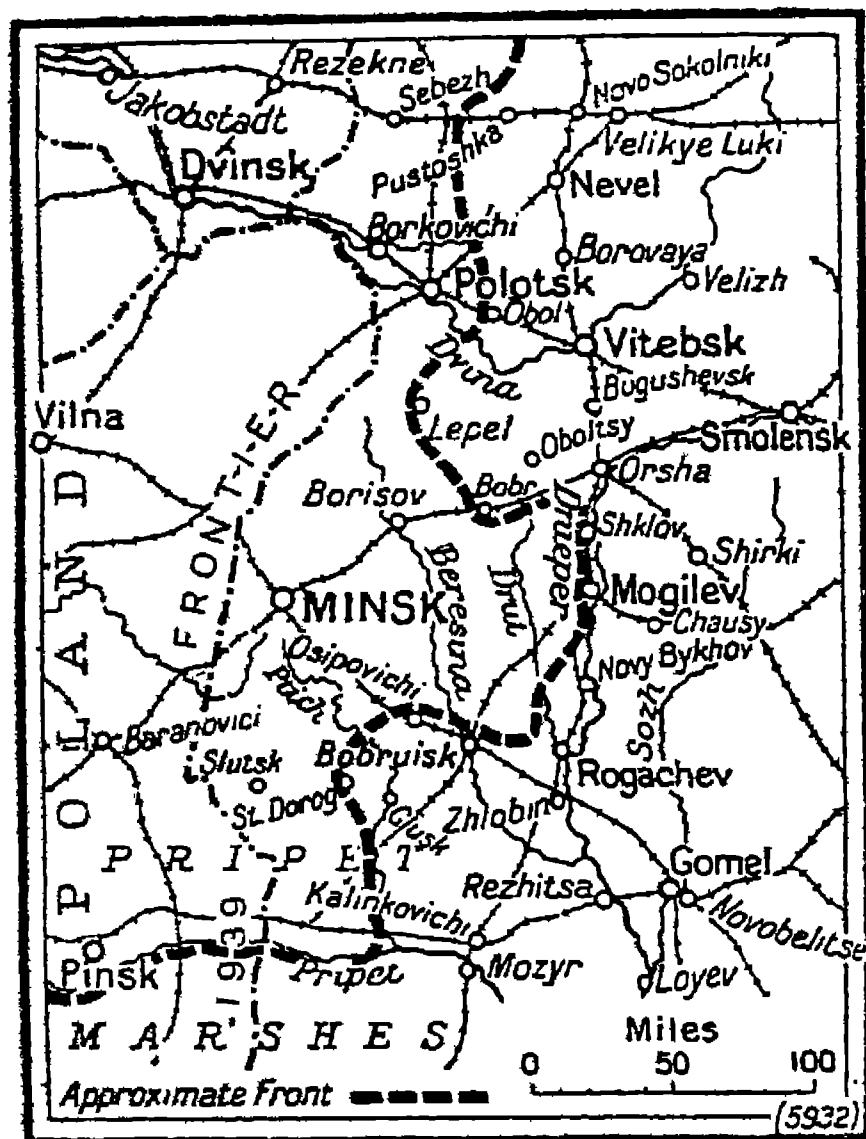 Rezekne
Sebezh
Novo Sokolniki
Jakobstadt
Pustoshka
Velikye Luki
Dvinsk
Nevel
Borkovichi
Borovaya
Polotsk
Velizh
Obol
Vitebsk
Dvina
Bugushevsk
Vilna
Lepel
Oboltsy
Smolensk
Orsha
Borisov
Bobr
FRONTIER
Shklov
Shirki
Beresina
Drut
Dnieper
MINSK
Mogilev
Chausy
Osipovichi
Novy Bykhov
Ptich
Sozh
Baranovici
Slutsk
Bobruisk
Rogachev
St. Dorog
Glusk
Zhlobin
POLAND
PRIPET
Gomel
Kalinkovichi
Rezhitsa
Novobelitse
1939
Pinsk
Pripet
Mozyr
Loyev
MARSHES
Miles
0 50 100
Approximate Front
(5932)